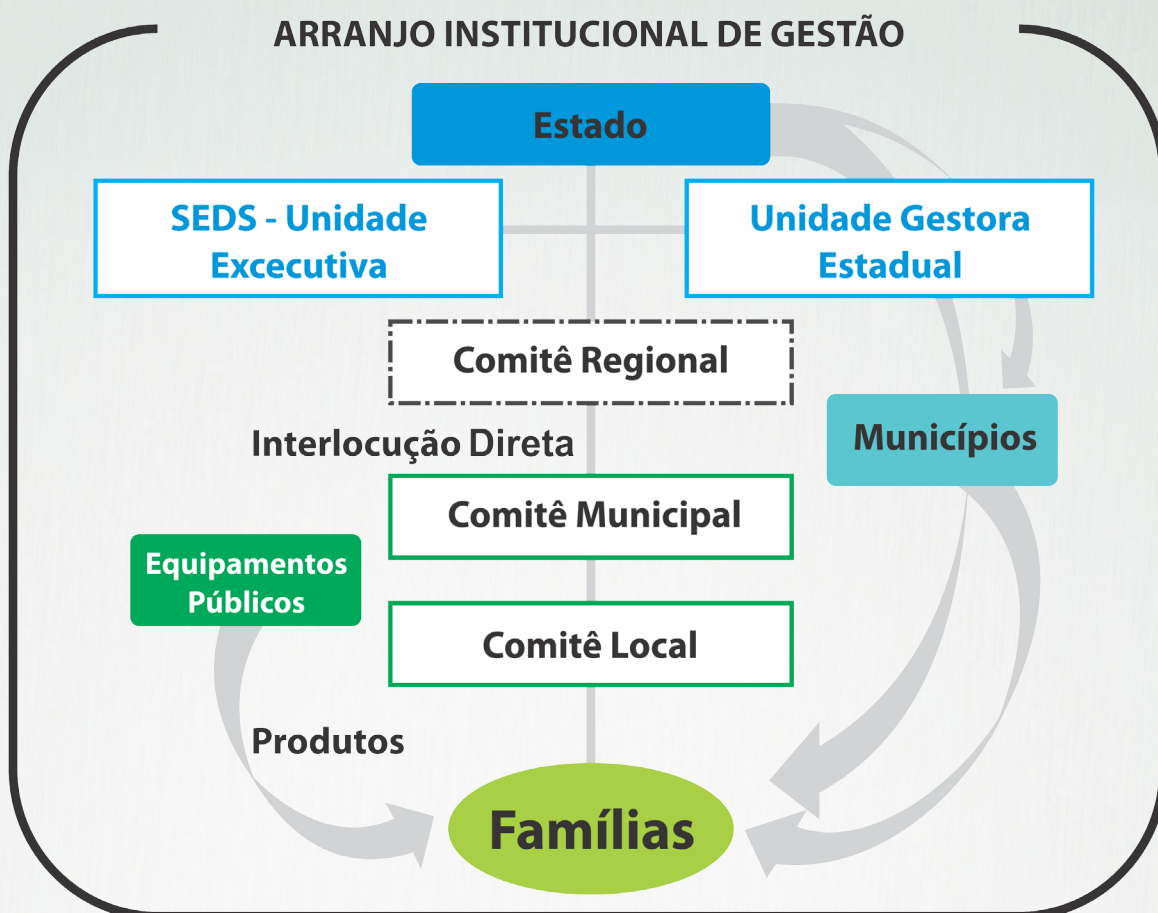 ARRANJO INSTITUCIONAL DE GESTÃO
Estado
SEDS - Unidade
Excecutiva
Unidade Gestora
Estadual
Comitê Regional
Interlocução Direta
Municípios
Comitê Municipal
Equipamentos
Públicos
Comitê Local
Produtos
Famílias